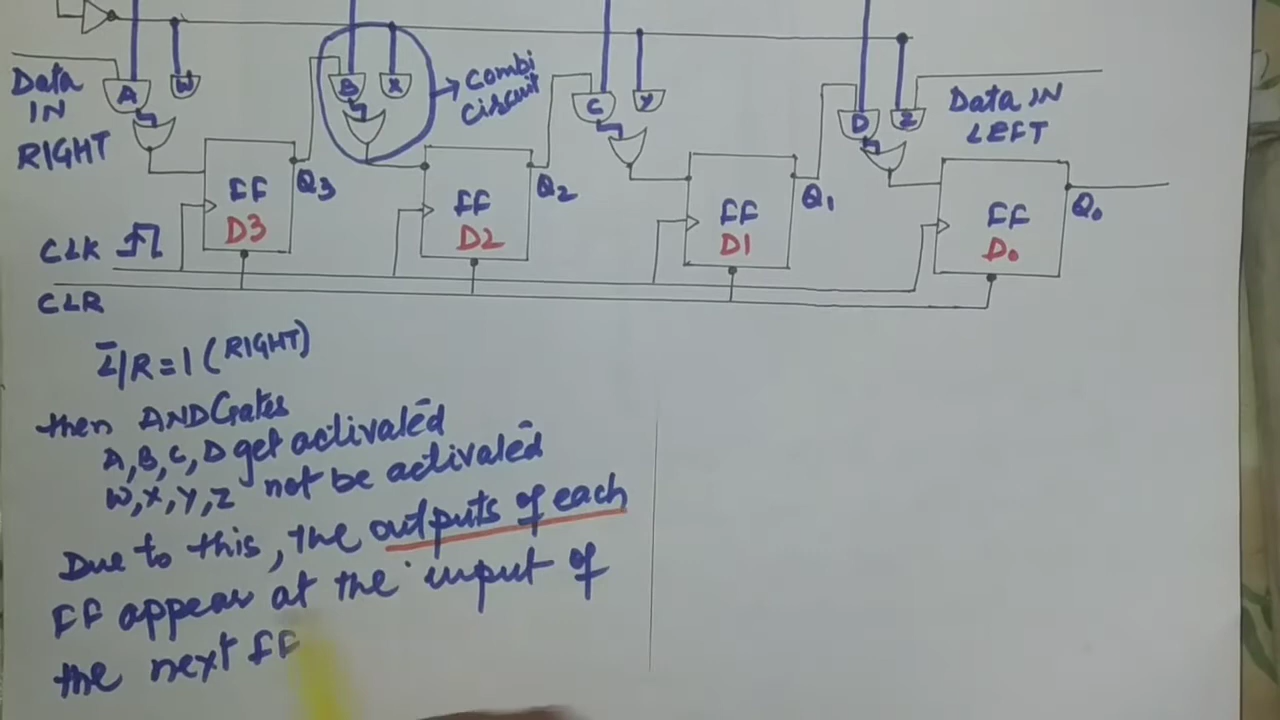 A
W
B
X
combi
circuit
C
Y
D
Z
Data
IN
RIGHT
Data IN
LEFT
FF
D3
Q3
FF
D2
Q2
FF
D1
Q1
FF
D0
Q0
CLK
CLR
L̄/R=1 (RIGHT)
then AND Gates
A, B, C, D get activated
W, X, Y, Z not be activated
Due to this, the outputs of each
FF appear at the input of
the next FF